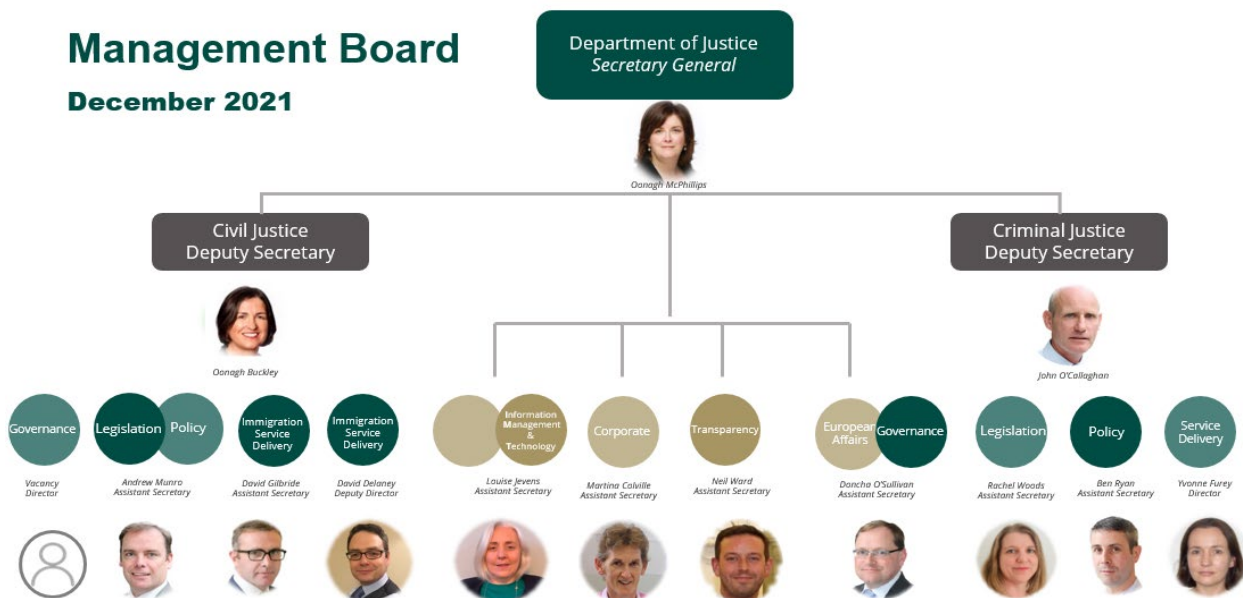 Management Board
December 2021
Department of Justice
Secretary General
Oonagh McPhillips
Civil Justice
Deputy Secretary
Criminal Justice
Deputy Secretary
Oonagh Buckley
John O'Callaghan
Governance
Legislation
Policy
Immigration
Service
Delivery
Immigration
Service
Delivery
Information
Management
&
Technology
Corporate
Transparency
European
Affairs
Governance
Legislation
Policy
Service
Delivery
Vacancy
Director
Andrew Munro
Assistant Secretary
David Gilbride
Assistant Secretary
David Delaney
Deputy Director
Louise Jevens
Assistant Secretary
Martina Colville
Assistant Secretary
Neil Ward
Assistant Secretary
Doncha O'Sullivan
Assistant Secretary
Rachel Woods
Assistant Secretary
Ben Ryan
Assistant Secretary
Yvonne Furey
Director